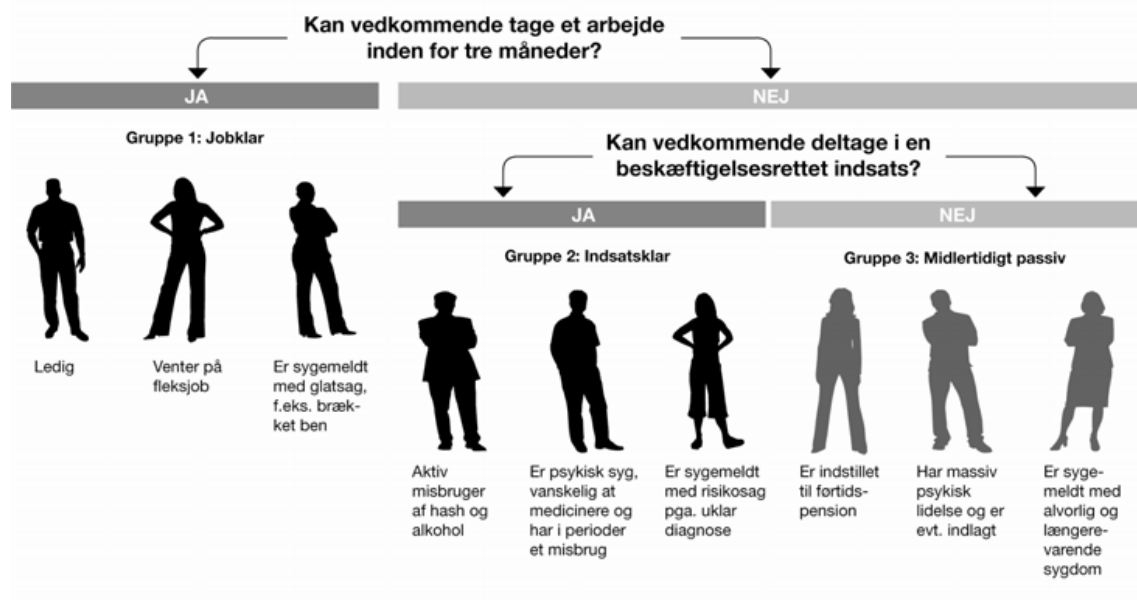 Kan vedkommende tage et arbejde
inden for tre måneder?
JA
NEJ
Gruppe 1: Jobklar
Ledig
Venter på
fleksjob
Er sygemeldt
med glatsag,
f.eks. bræk-
ket ben
Kan vedkommende deltage i en
beskæftigelsesrettet indsats?
JA
NEJ
Gruppe 2: Indsatsklar
Aktiv
misbruger
af hash og
alkohol
Er psykisk syg,
vanskelig at
medicinere og
har i perioder
et misbrug
Er sygemeldt
med risikosag
pga. uklar
diagnose
Gruppe 3: Midlertidigt passiv
Er indstillet
til førtids-
pension
Har massiv
psykisk
lidelse og er
evt. indlagt
Er syge-
meldt med
alvorlig og
længere-
varende
sygdom